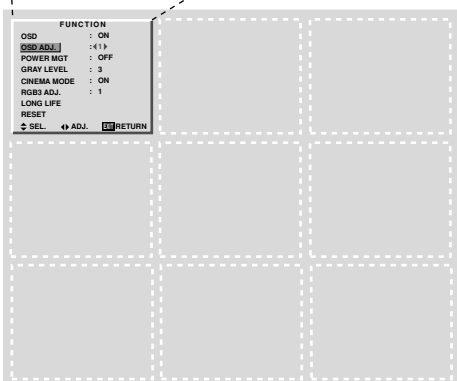 FUNCTION
OSD : ON
OSD ADJ. :◀1▶
POWER MGT : OFF
GRAY LEVEL : 3
CINEMA MODE : ON
RGB3 ADJ. : 1
LONG LIFE
RESET
SEL. ADJ. EXIT RETURN